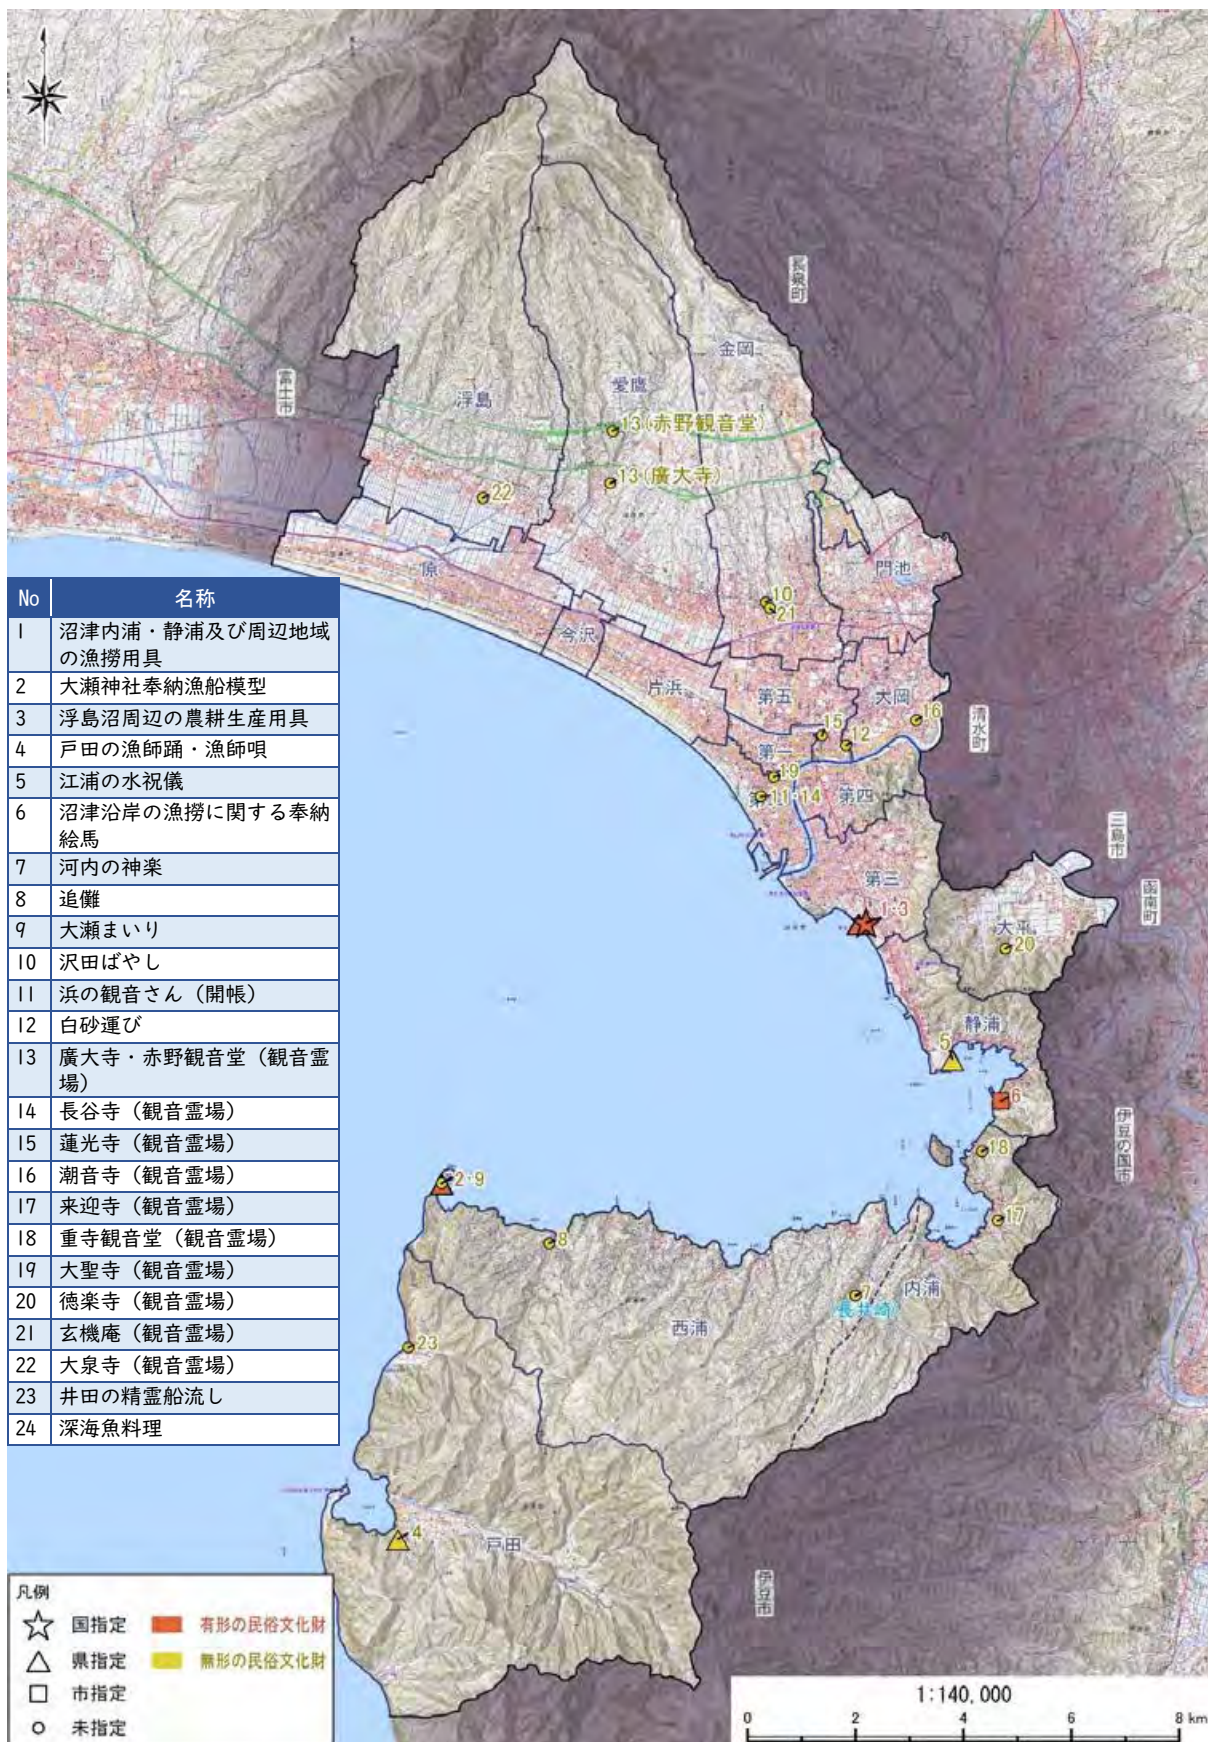 長泉町
金岡
愛鷹
富士市
浮島
13(赤野観音堂)
13(廣大寺)
22
門池
原
10
21
今沢
片浜
第五
大岡
15
12
16
清水町
第一
19
11・14
第四
三島市
第三
函南町
1・3
大平
20
静浦
5
6
伊豆の国市
18
2・9
17
8
7
内浦
(長井崎)
西浦
23
4
戸田
伊豆市
No 名称
1 沼津内浦・静浦及び周辺地域
の漁撈用具
2 大瀬神社奉納漁船模型
3 浮島沼周辺の農耕生産用具
4 戸田の漁師踊・漁師唄
5 江浦の水祝儀
6 沼津沿岸の漁撈に関する奉納
絵馬
7 河内の神楽
8 追儺
9 大瀬まいり
10 沢田ばやし
11 浜の観音さん(開帳)
12 白砂運び
13 廣大寺・赤野観音堂(観音霊
場)
14 長谷寺(観音霊場)
15 蓮光寺(観音霊場)
16 潮音寺(観音霊場)
17 来迎寺(観音霊場)
18 重寺観音堂(観音霊場)
19 大聖寺(観音霊場)
20 徳楽寺(観音霊場)
21 玄機庵(観音霊場)
22 大泉寺(観音霊場)
23 井田の精霊船流し
24 深海魚料理
凡例
国指定 有形の民俗文化財
県指定 無形の民俗文化財
市指定
未指定
1:140,000
0 2 4 6 8 km